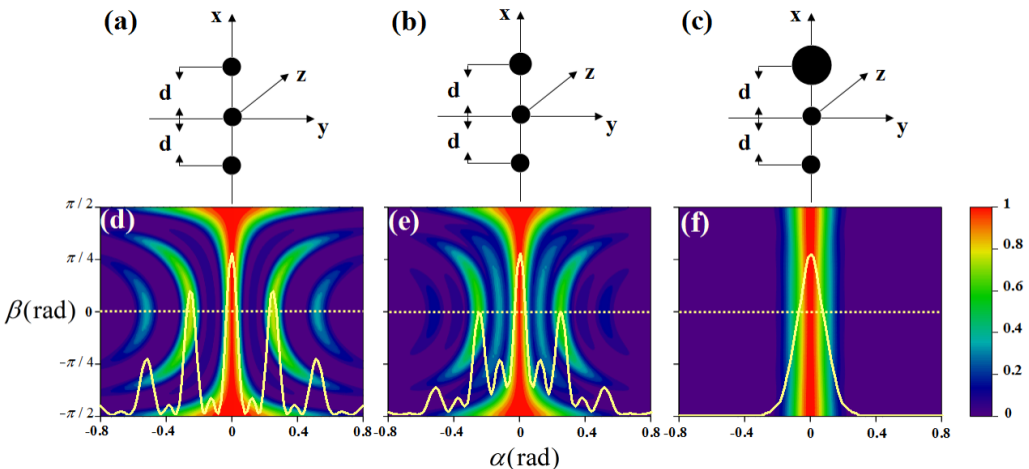 (a) (b) (c)
x x x
z z z
d d d
y y y
d d d
π / 2 (d) (e) (f) 1
π / 4 0.8
β(rad) 0 0.6
0.4
-π / 4 0.2
-π / 2 0
-0.8 -0.4 0 0.4 0.8 -0.8 -0.4 0 0.4 0.8 -0.8 -0.4 0 0.4 0.8
α(rad)